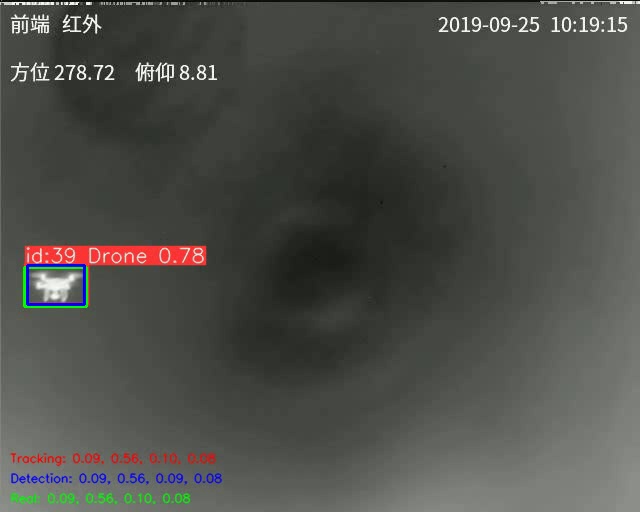 前端 红外 2019-09-25 10:19:15
方位 278.72 俯仰 8.81
id:39 Drone 0.78
Tracking: 0.09, 0.56, 0.10, 0.08
Detection: 0.09, 0.56, 0.09, 0.08
Real: 0.09, 0.56, 0.10, 0.08